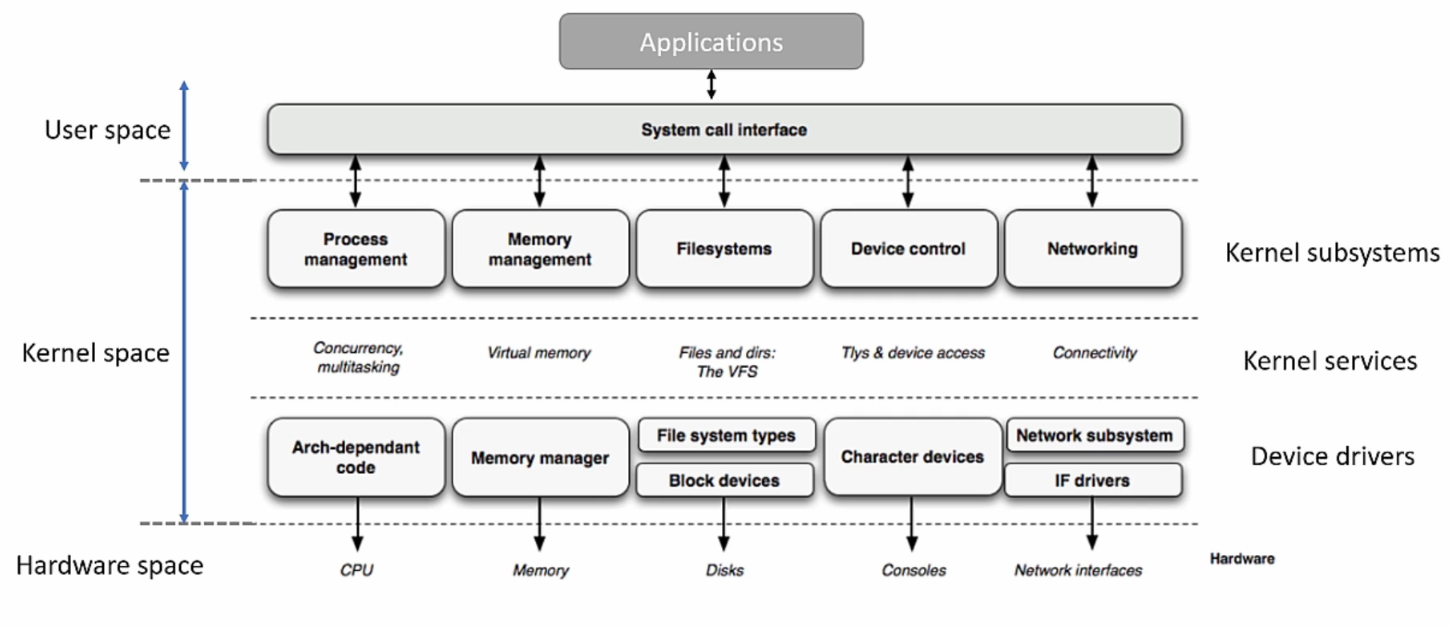 Applications
User space
System call interface
Process
management
Memory
management
Filesystems
Device control
Networking
Kernel subsystems
Kernel space
Concurrency,
multitasking
Virtual memory
Files and dirs:
The VFS
Tlys & device access
Connectivity
Kernel services
Arch-dependant
code
Memory manager
File system types
Block devices
Character devices
Network subsystem
IF drivers
Device drivers
Hardware space
CPU
Memory
Disks
Consoles
Network interfaces
Hardware